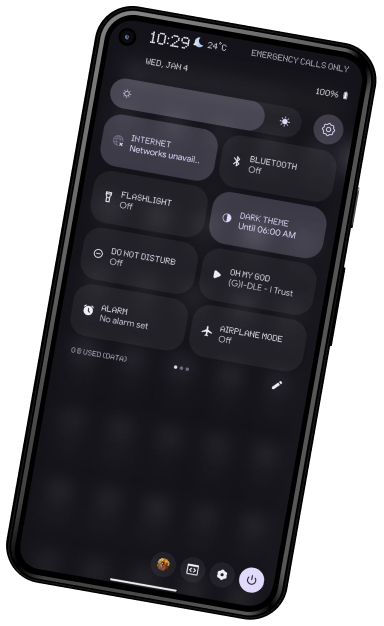 10:29 24°C EMERGENCY CALLS ONLY
WED, JAN 4 100%
INTERNET
Networks unavail..
BLUETOOTH
Off
FLASHLIGHT
Off
DARK THEME
Until 06:00 AM
DO NOT DISTURB
Off
OH MY GOD
(G)I-DLE - I Trust
ALARM
No alarm set
AIRPLANE MODE
Off
0 B USED (DATA)